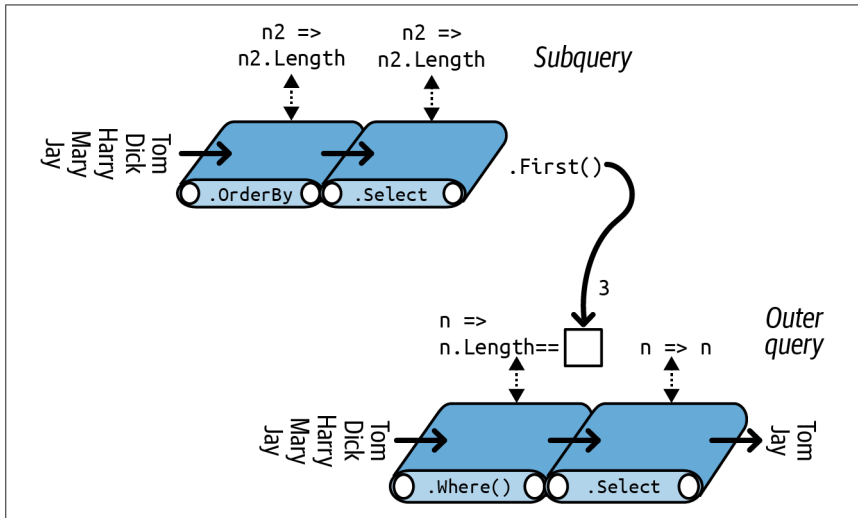 n2 =>
n2.Length
n2 =>
n2.Length
Subquery
Tom
Dick
Harry
Mary
Jay
.OrderBy
.Select
.First()
3
n =>
n.Length==
n => n
Outer
query
Tom
Dick
Harry
Mary
Jay
.Where()
.Select
Tom
Jay